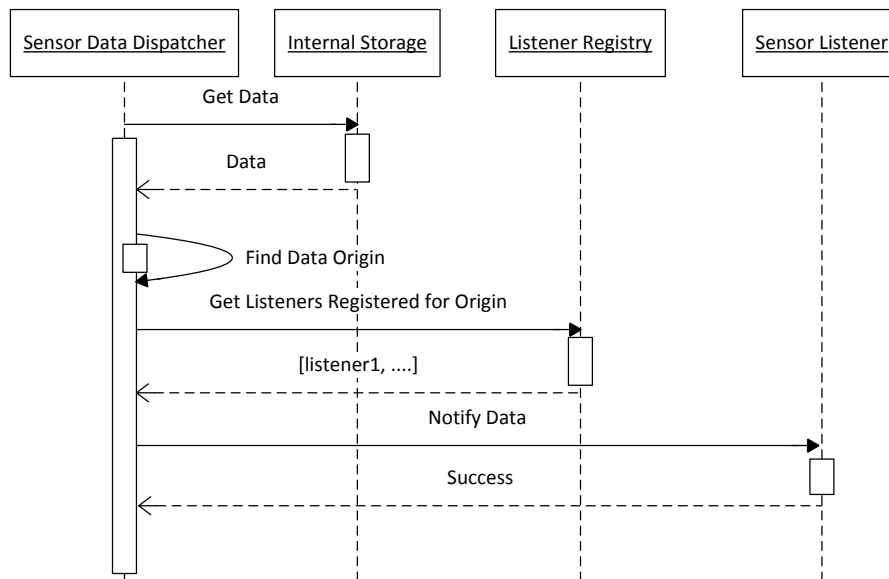 Sensor Data Dispatcher
Internal Storage
Listener Registry
Sensor Listener
Get Data
Data
Find Data Origin
Get Listeners Registered for Origin
[listener1, ....]
Notify Data
Success